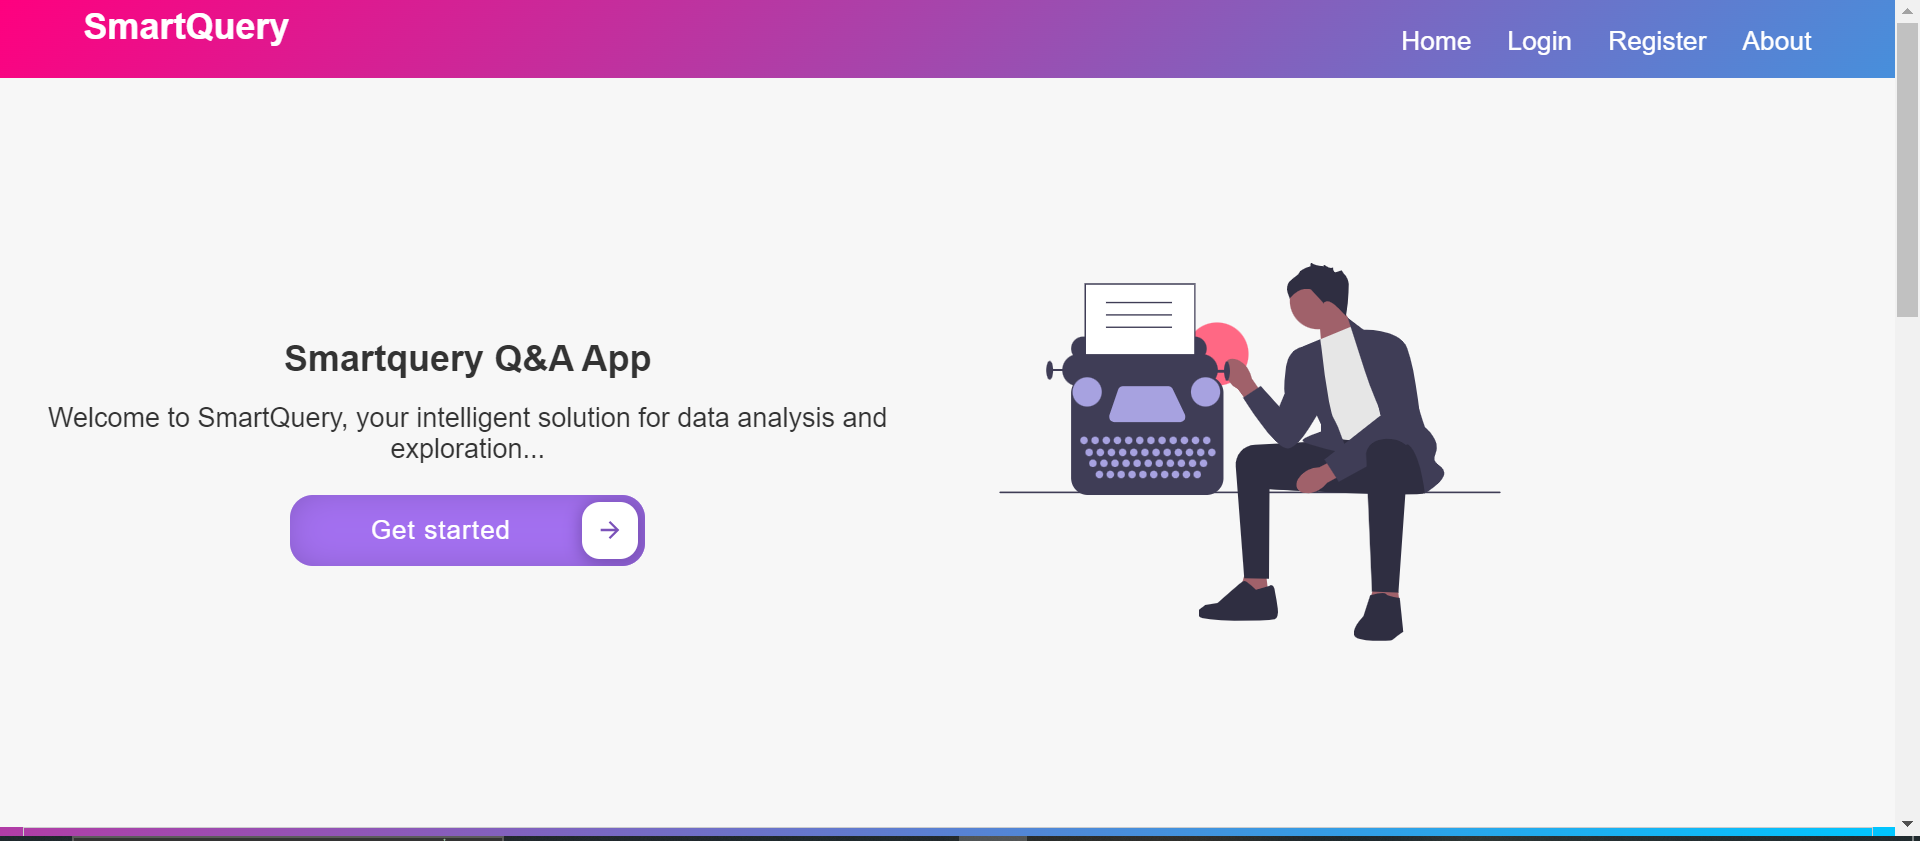 SmartQuery
Home Login Register About
Smartquery Q&A App
Welcome to SmartQuery, your intelligent solution for data analysis and
exploration...
Get started